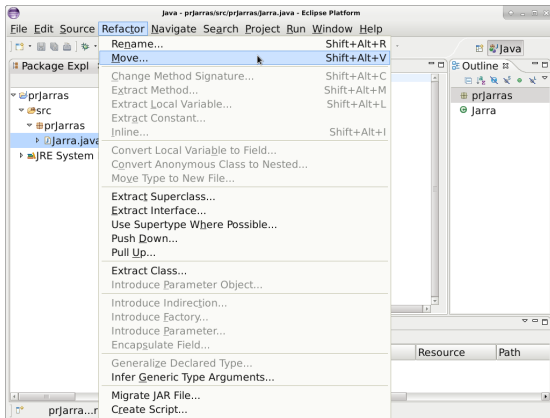 Java - prJarras/src/prJarras/Jarra.java - Eclipse Platform
File Edit Source Refactor Navigate Search Project Run Window Help
Java
Package Expl
prJarras
src
prJarras
Jarra.java
JRE System
Rename... Shift+Alt+R
Move... Shift+Alt+V
Change Method Signature... Shift+Alt+C
Extract Method... Shift+Alt+M
Extract Local Variable... Shift+Alt+L
Extract Constant...
Inline... Shift+Alt+I
Convert Local Variable to Field...
Convert Anonymous Class to Nested...
Move Type to New File...
Extract Superclass...
Extract Interface...
Use Supertype Where Possible...
Push Down...
Pull Up...
Extract Class...
Introduce Parameter Object...
Introduce Indirection...
Introduce Factory...
Introduce Parameter...
Encapsulate Field...
Generalize Declared Type...
Infer Generic Type Arguments...
Migrate JAR File...
Create Script...
Outline
prJarras
Jarra
Resource Path
prJarra...r